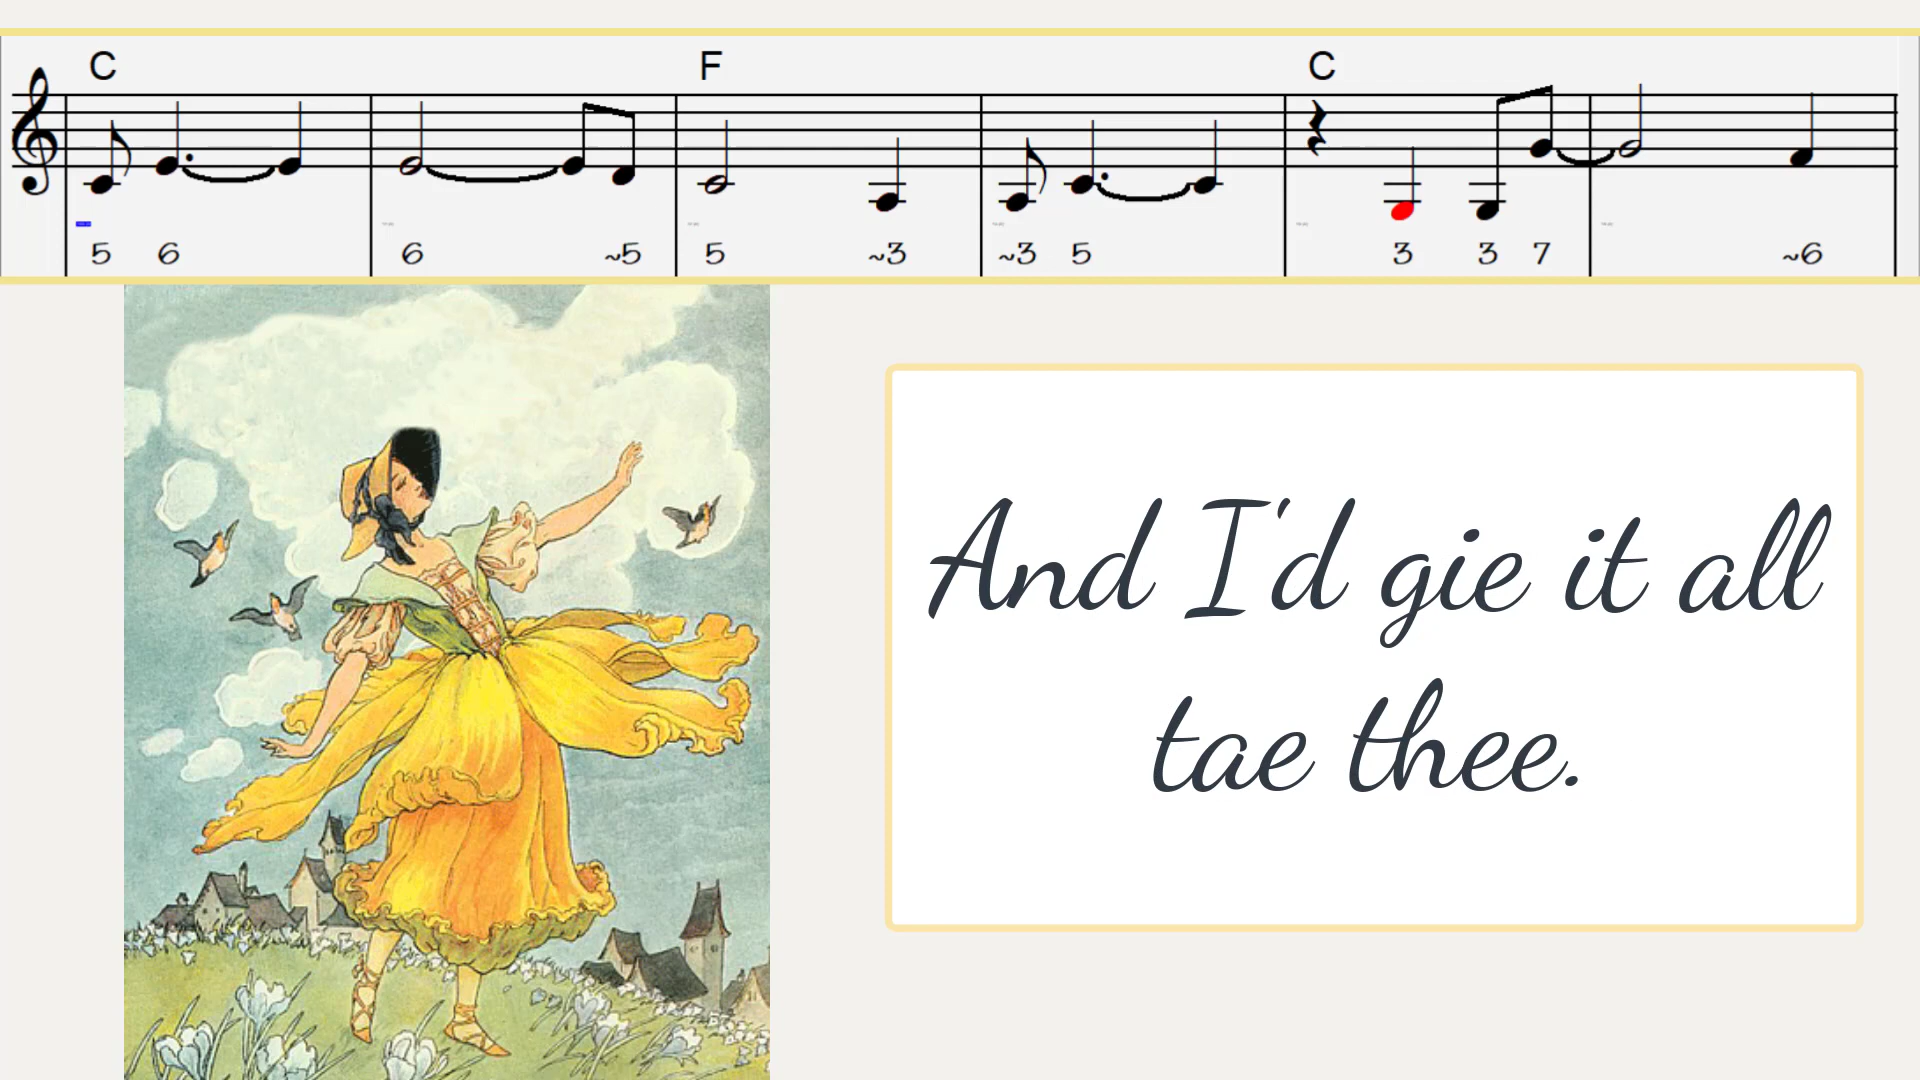 C F C
5 6 6 ~5 5 ~3 ~3 5 3 3 7 ~6
And I'd gie it all
tae thee.